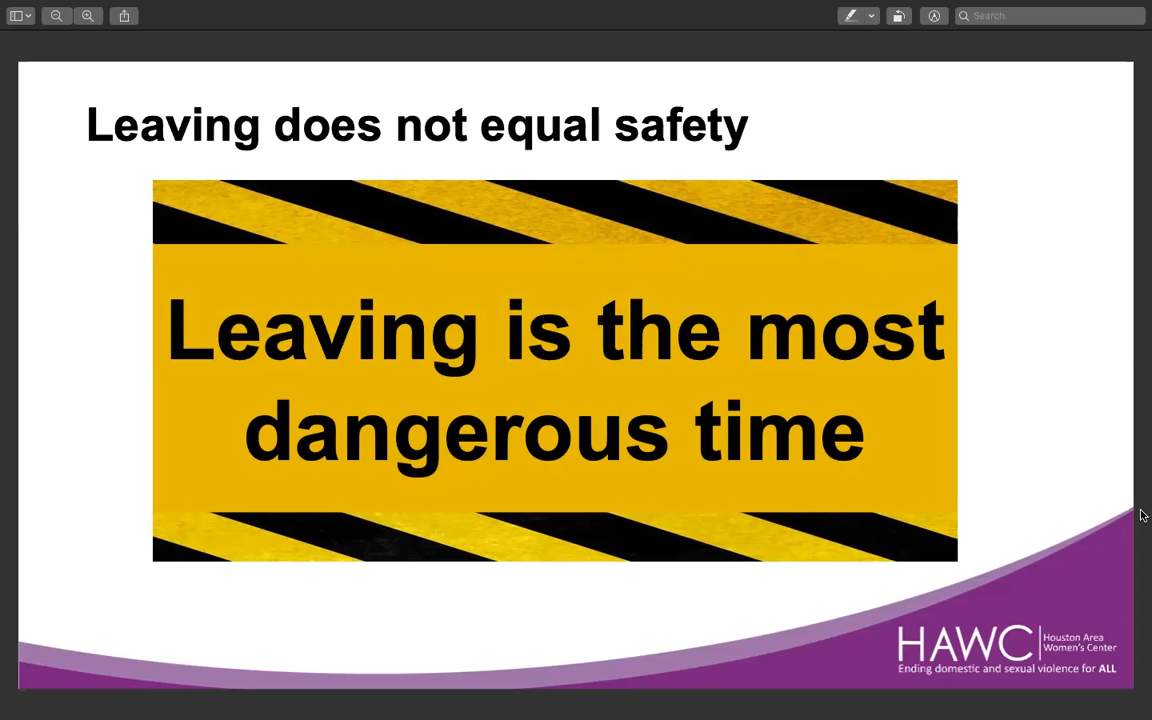 Search
Leaving does not equal safety
Leaving is the most
dangerous time
HAWC
Houston Area
Women's Center
Ending domestic and sexual violence for ALL